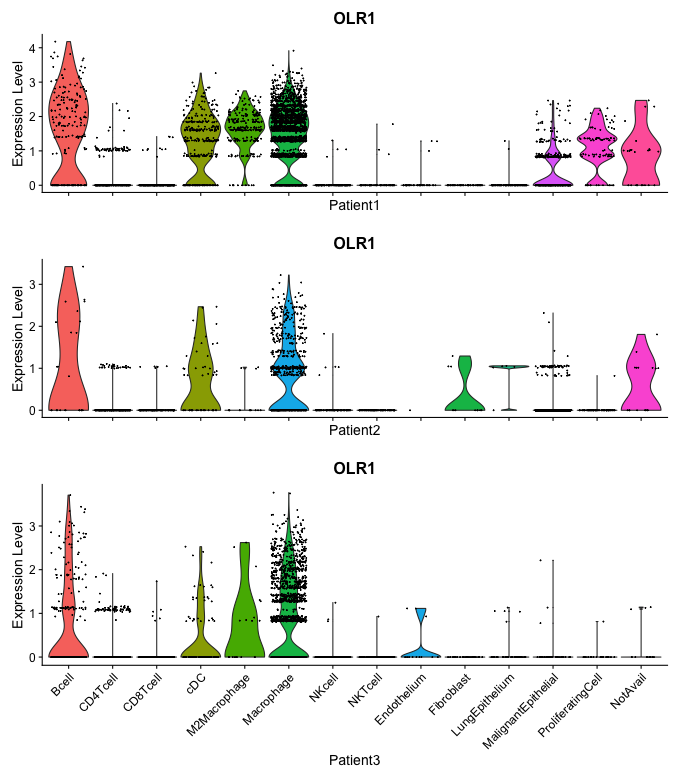 OLR1
Expression Level
4
3
2
1
0
Patient1
OLR1
Expression Level
3
2
1
0
Patient2
OLR1
Expression Level
3
2
1
0
Bcell
CD4Tcell
CD8Tcell
cDC
M2Macrophage
Macrophage
NKcell
NKTcell
Endothelium
Fibroblast
LungEpithelium
MalignantEpithelial
ProliferatingCell
NotAvail
Patient3